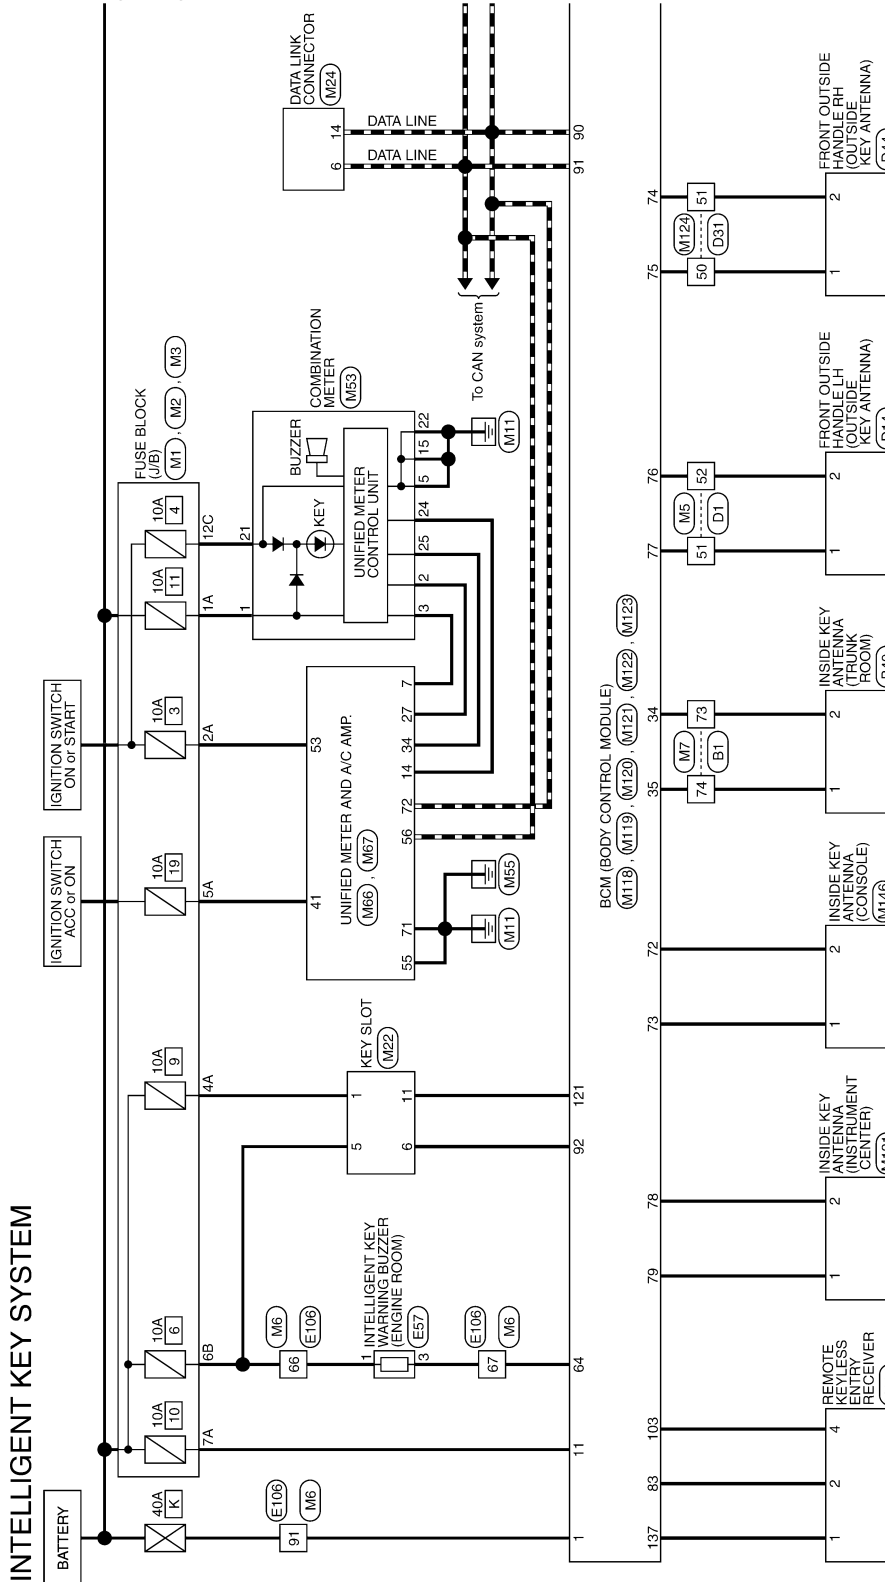 INTELLIGENT KEY SYSTEM
BATTERY
IGNITION SWITCH
ACC or ON
IGNITION SWITCH
ON or START
40A
K
10A
10
10A
6
10A
9
10A
19
10A
3
10A
11
10A
4
FUSE BLOCK
(J/B)
M1 , M2 , M3
7A
6B
4A
5A
2A
1A
12C
E106
M6
91
M6
E106
66
1
INTELLIGENT KEY
WARNING BUZZER
(ENGINE ROOM)
E57
3
E106
M6
67
KEY SLOT
M22
5
1
6
11
41
53
UNIFIED METER AND A/C AMP.
M66 , M67
55
71
56
72
14
34
27
7
M11
M55
1
21
COMBINATION
METER
M53
BUZZER
KEY
UNIFIED METER
CONTROL UNIT
3
2
25
24
5
15
22
M11
To CAN system
DATA LINK
CONNECTOR
M24
6
14
DATA LINE
DATA LINE
1
11
64
92
121
91
90
BCM (BODY CONTROL MODULE)
M118 , M119 , M120 , M121 , M122 , M123
137
83
103
79
78
73
72
35
34
77
76
75
74
M7
B1
74
73
M5
D1
51
52
M124
D31
50
51
1
2
4
REMOTE
KEYLESS
ENTRY
RECEIVER
1
2
INSIDE KEY
ANTENNA
(INSTRUMENT
CENTER)
1
2
INSIDE KEY
ANTENNA
(CONSOLE)
M146
1
2
INSIDE KEY
ANTENNA
(TRUNK
ROOM)
1
2
FRONT OUTSIDE
HANDLE LH
(OUTSIDE
KEY ANTENNA)
1
2
FRONT OUTSIDE
HANDLE RH
(OUTSIDE
KEY ANTENNA)